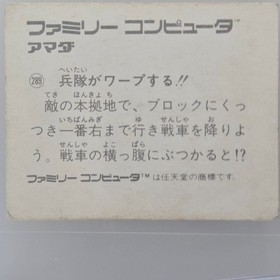 ファミリー コンピュータ™
アマダ
289 兵隊がワープする!!
敵の本拠地で、ブロックにくっ
つき一番右まで行き戦車を降りよ
う。戦車の横っ腹にぶつかると!?
ファミリー コンピュータ™ は任天堂の商標です。